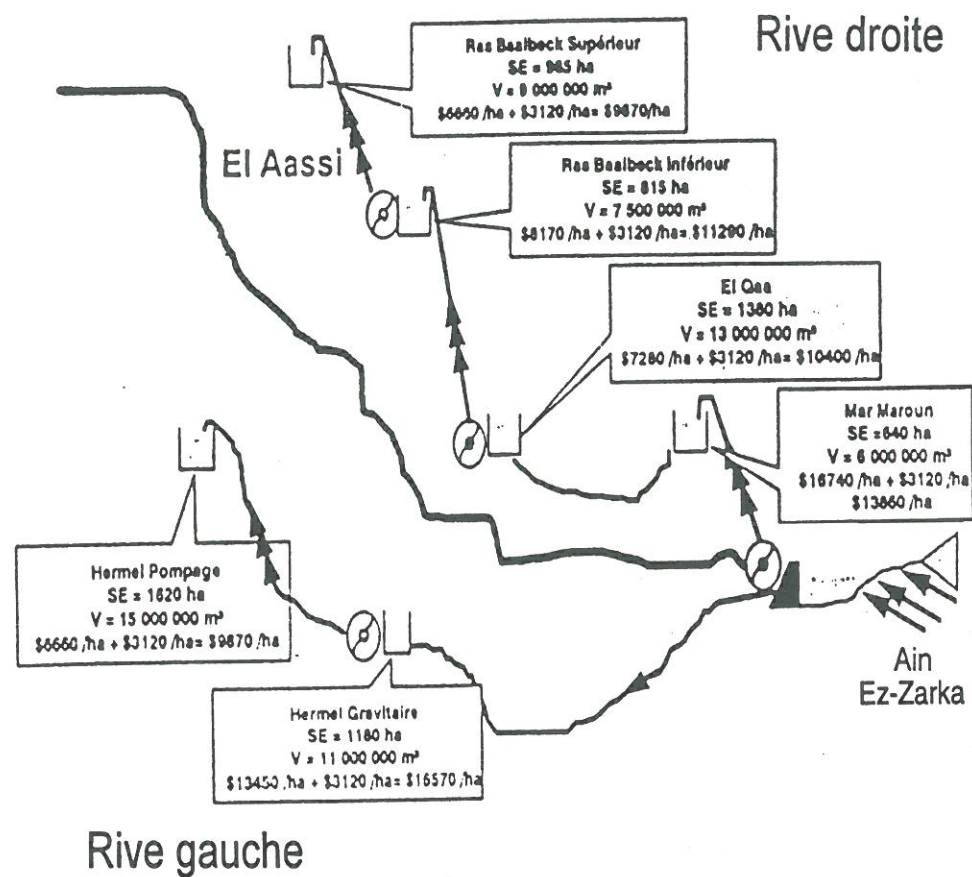 Rive droite
Ras Baalbeck Supérieur
SE = 985 ha
V = 9 000 000 m³
$6660 /ha + $3120 /ha= $9870/ha
El Aassi
Ras Baalbeck Inférieur
SE = 815 ha
V = 7 500 000 m³
$8170 /ha + $3120 /ha= $11290 /ha
El Qaa
SE = 1380 ha
V = 13 000 000 m³
$7280 /ha + $3120 /ha= $10400 /ha
Mar Maroun
SE =640 ha
V = 6 000 000 m³
$16740 /ha + $3120 /ha
$13860 /ha
Hermel Pompage
SE = 1620 ha
V = 15 000 000 m³
$6660 /ha + $3120 /ha= $9870 /ha
Ain
Ez-Zarka
Hermel Gravitaire
SE = 1180 ha
V = 11 000 000 m³
$13450 /ha + $3120 /ha= $16570 /ha
Rive gauche